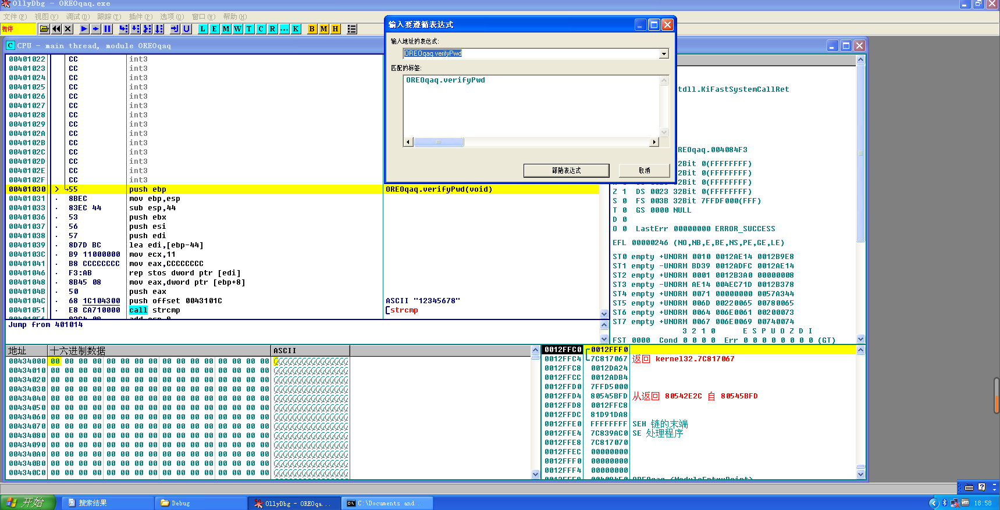 OllyDbg - OREOqaq.exe
文件(F) 视图(V) 调试(D) 跟踪(T) 插件(P) 选项(O) 窗口(W) 帮助(H)
暂停
L E M W T C R ... K B M H
CPU - main thread, module OREOqaq
输入要遵循表达式
输入地址的表达式:
OREOqaq.verifyPwd
匹配的标签:
OREOqaq.verifyPwd
跟随表达式 取消
00401022 CC int3
00401023 CC int3
00401024 CC int3
00401025 CC int3
00401026 CC int3
00401027 CC int3
00401028 CC int3
00401029 CC int3
0040102A CC int3
0040102B CC int3
0040102C CC int3
0040102D CC int3
0040102E CC int3
0040102F CC int3
00401030 > 55 push ebp OREOqaq.verifyPwd(void)
00401031 . 8BEC mov ebp,esp
00401033 . 83EC 44 sub esp,44
00401036 . 53 push ebx
00401037 . 56 push esi
00401038 . 57 push edi
00401039 . 8D7D BC lea edi,[ebp-44]
0040103C . B9 11000000 mov ecx,11
00401041 . B8 CCCCCCCC mov eax,CCCCCCCC
00401046 . F3:AB rep stos dword ptr [edi]
00401048 . 8B45 08 mov eax,dword ptr [ebp+8]
0040104B . 50 push eax
0040104C . 68 1C104300 push offset 0043101C ASCII "12345678"
00401051 . E8 CA710000 call strcmp strcmp
Jump from 401014
tdll.KiFastSystemCallRet
REOqaq.004084F3
2Bit 0(FFFFFFFF)
2Bit 0(FFFFFFFF)
2Bit 0(FFFFFFFF)
Z 1 DS 0023 32Bit 0(FFFFFFFF)
S 0 FS 003B 32Bit 7FFDF000(FFF)
T 0 GS 0000 NULL
D 0
O 0 LastErr 00000000 ERROR_SUCCESS
EFL 00000246 (NO,NB,E,BE,NS,PE,GE,LE)
ST0 empty +UNORM 0010 0012AE14 0012B9E8
ST1 empty -UNORM BD39 0012ADFC 0012AE14
ST2 empty +UNORM 0001 0012B3A0 00000008
ST3 empty -UNORM AE14 004EC71D 0012B378
ST4 empty +UNORM 0071 00000000 0057A344
ST5 empty +UNORM 006D 00220065 00780065
ST6 empty +UNORM 0064 006E0061 00200073
ST7 empty +UNORM 0067 006E0069 00740074
3 2 1 0 E S P U O Z D I
FST 0000 Cond 0 0 0 0 Err 0 0 0 0 0 0 0 0 (GT)
地址 十六进制数据 ASCII
00434000 00 00 00 00 00 00 00 00 00 00 00 00 00 00 00 00
00434010 00 00 00 00 00 00 00 00 00 00 00 00 00 00 00 00
00434020 00 00 00 00 00 00 00 00 00 00 00 00 00 00 00 00
00434030 00 00 00 00 00 00 00 00 00 00 00 00 00 00 00 00
00434040 00 00 00 00 00 00 00 00 00 00 00 00 00 00 00 00
00434050 00 00 00 00 00 00 00 00 00 00 00 00 00 00 00 00
00434060 00 00 00 00 00 00 00 00 00 00 00 00 00 00 00 00
00434070 00 00 00 00 00 00 00 00 00 00 00 00 00 00 00 00
00434080 00 00 00 00 00 00 00 00 00 00 00 00 00 00 00 00
00434090 00 00 00 00 00 00 00 00 00 00 00 00 00 00 00 00
004340A0 00 00 00 00 00 00 00 00 00 00 00 00 00 00 00 00
004340B0 00 00 00 00 00 00 00 00 00 00 00 00 00 00 00 00
004340C0 00 00 00 00 00 00 00 00 00 00 00 00 00 00 00 00
0012FFC0 0012FFF0
0012FFC4 7C817067 返回 kernel32.7C817067
0012FFC8 0012DA24
0012FFCC 0012ADB4
0012FFD0 7FFD5000
0012FFD4 80545BFD 从返回 80542E2C 自 80545BFD
0012FFD8 0012FFC8
0012FFDC 81D91DA8
0012FFE0 FFFFFFFF SEH 链的末端
0012FFE4 7C839AC0 SE 处理程序
0012FFE8 7C817070
0012FFEC 00000000
0012FFF0 00000000
0012FFF4 00000000
开始 搜索结果 Debug OllyDbg - OREOqa... C:\Documents and... 18:58